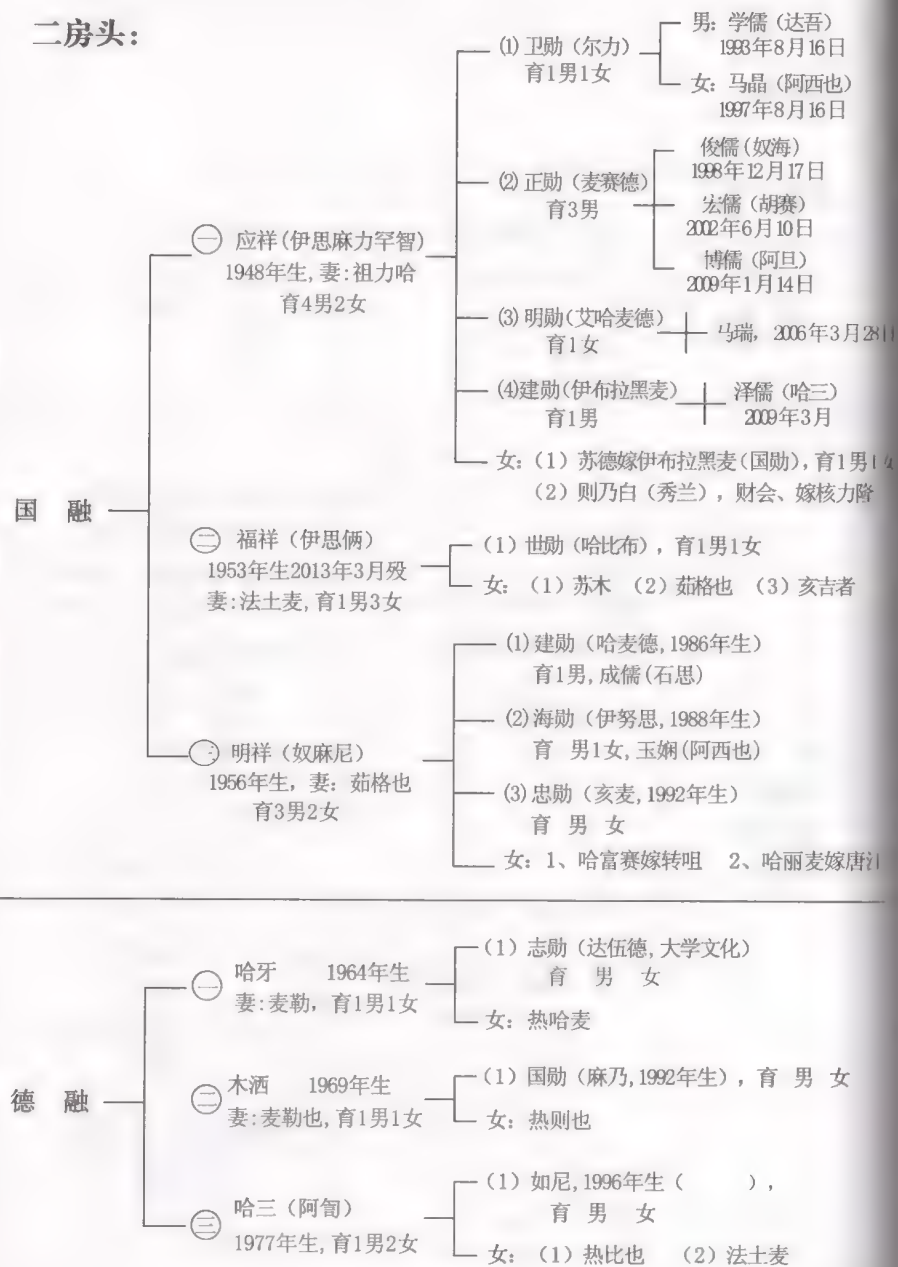 二房头：
国 融
㊀ 应祥(伊思麻力罕智)
1948年生,妻:祖力哈
育4男2女
(1) 卫勋（尔力）
育1男1女
男：学儒（达吾）
1993年8月16日
女：马晶（阿西也）
1997年8月16日
(2) 正勋（麦赛德）
育3男
俊儒(奴海)
1998年12月17日
宏儒（胡赛）
2002年6月10日
博儒（阿旦）
2009年1月14日
(3) 明勋(艾哈麦德)
育1女
马瑞，2006年3月28日
(4)建勋(伊布拉黑麦)
育1男
泽儒（哈三）
2009年3月
女：（1）苏德嫁伊布拉黑麦(国勋),育1男1女
（2）则乃白（秀兰），财会、嫁核力隆
㊁ 福祥（伊思俩）
1953年生2013年3月殁
妻:法土麦,育1男3女
（1）世勋（哈比布），育1男1女
女：（1）苏木 （2）茹格也 （3）亥吉者
明祥（奴麻尼）
1956年生，妻：茹格也
育3男2女
(1)建勋（哈麦德,1986年生）
育1男,成儒(石思)
(2)海勋（伊努思,1988年生）
育 男1女,玉娴(阿西也)
(3)忠勋（亥麦,1992年生）
育 男 女
女：1、哈富赛嫁转咀 2、哈丽麦嫁唐
德 融
㊀ 哈牙 1964年生
妻:麦勒，育1男1女
（1）志勋（达伍德,大学文化）
育 男 女
女：热哈麦
㊁ 木洒 1969年生
妻:麦勒也,育1男1女
（1）国勋（麻乃,1992年生），育 男 女
女：热则也
㊂ 哈三（阿訇）
1977年生,育1男2女
（1）如尼,1996年生（ ），
育 男 女
女：（1）热比也 （2）法土麦